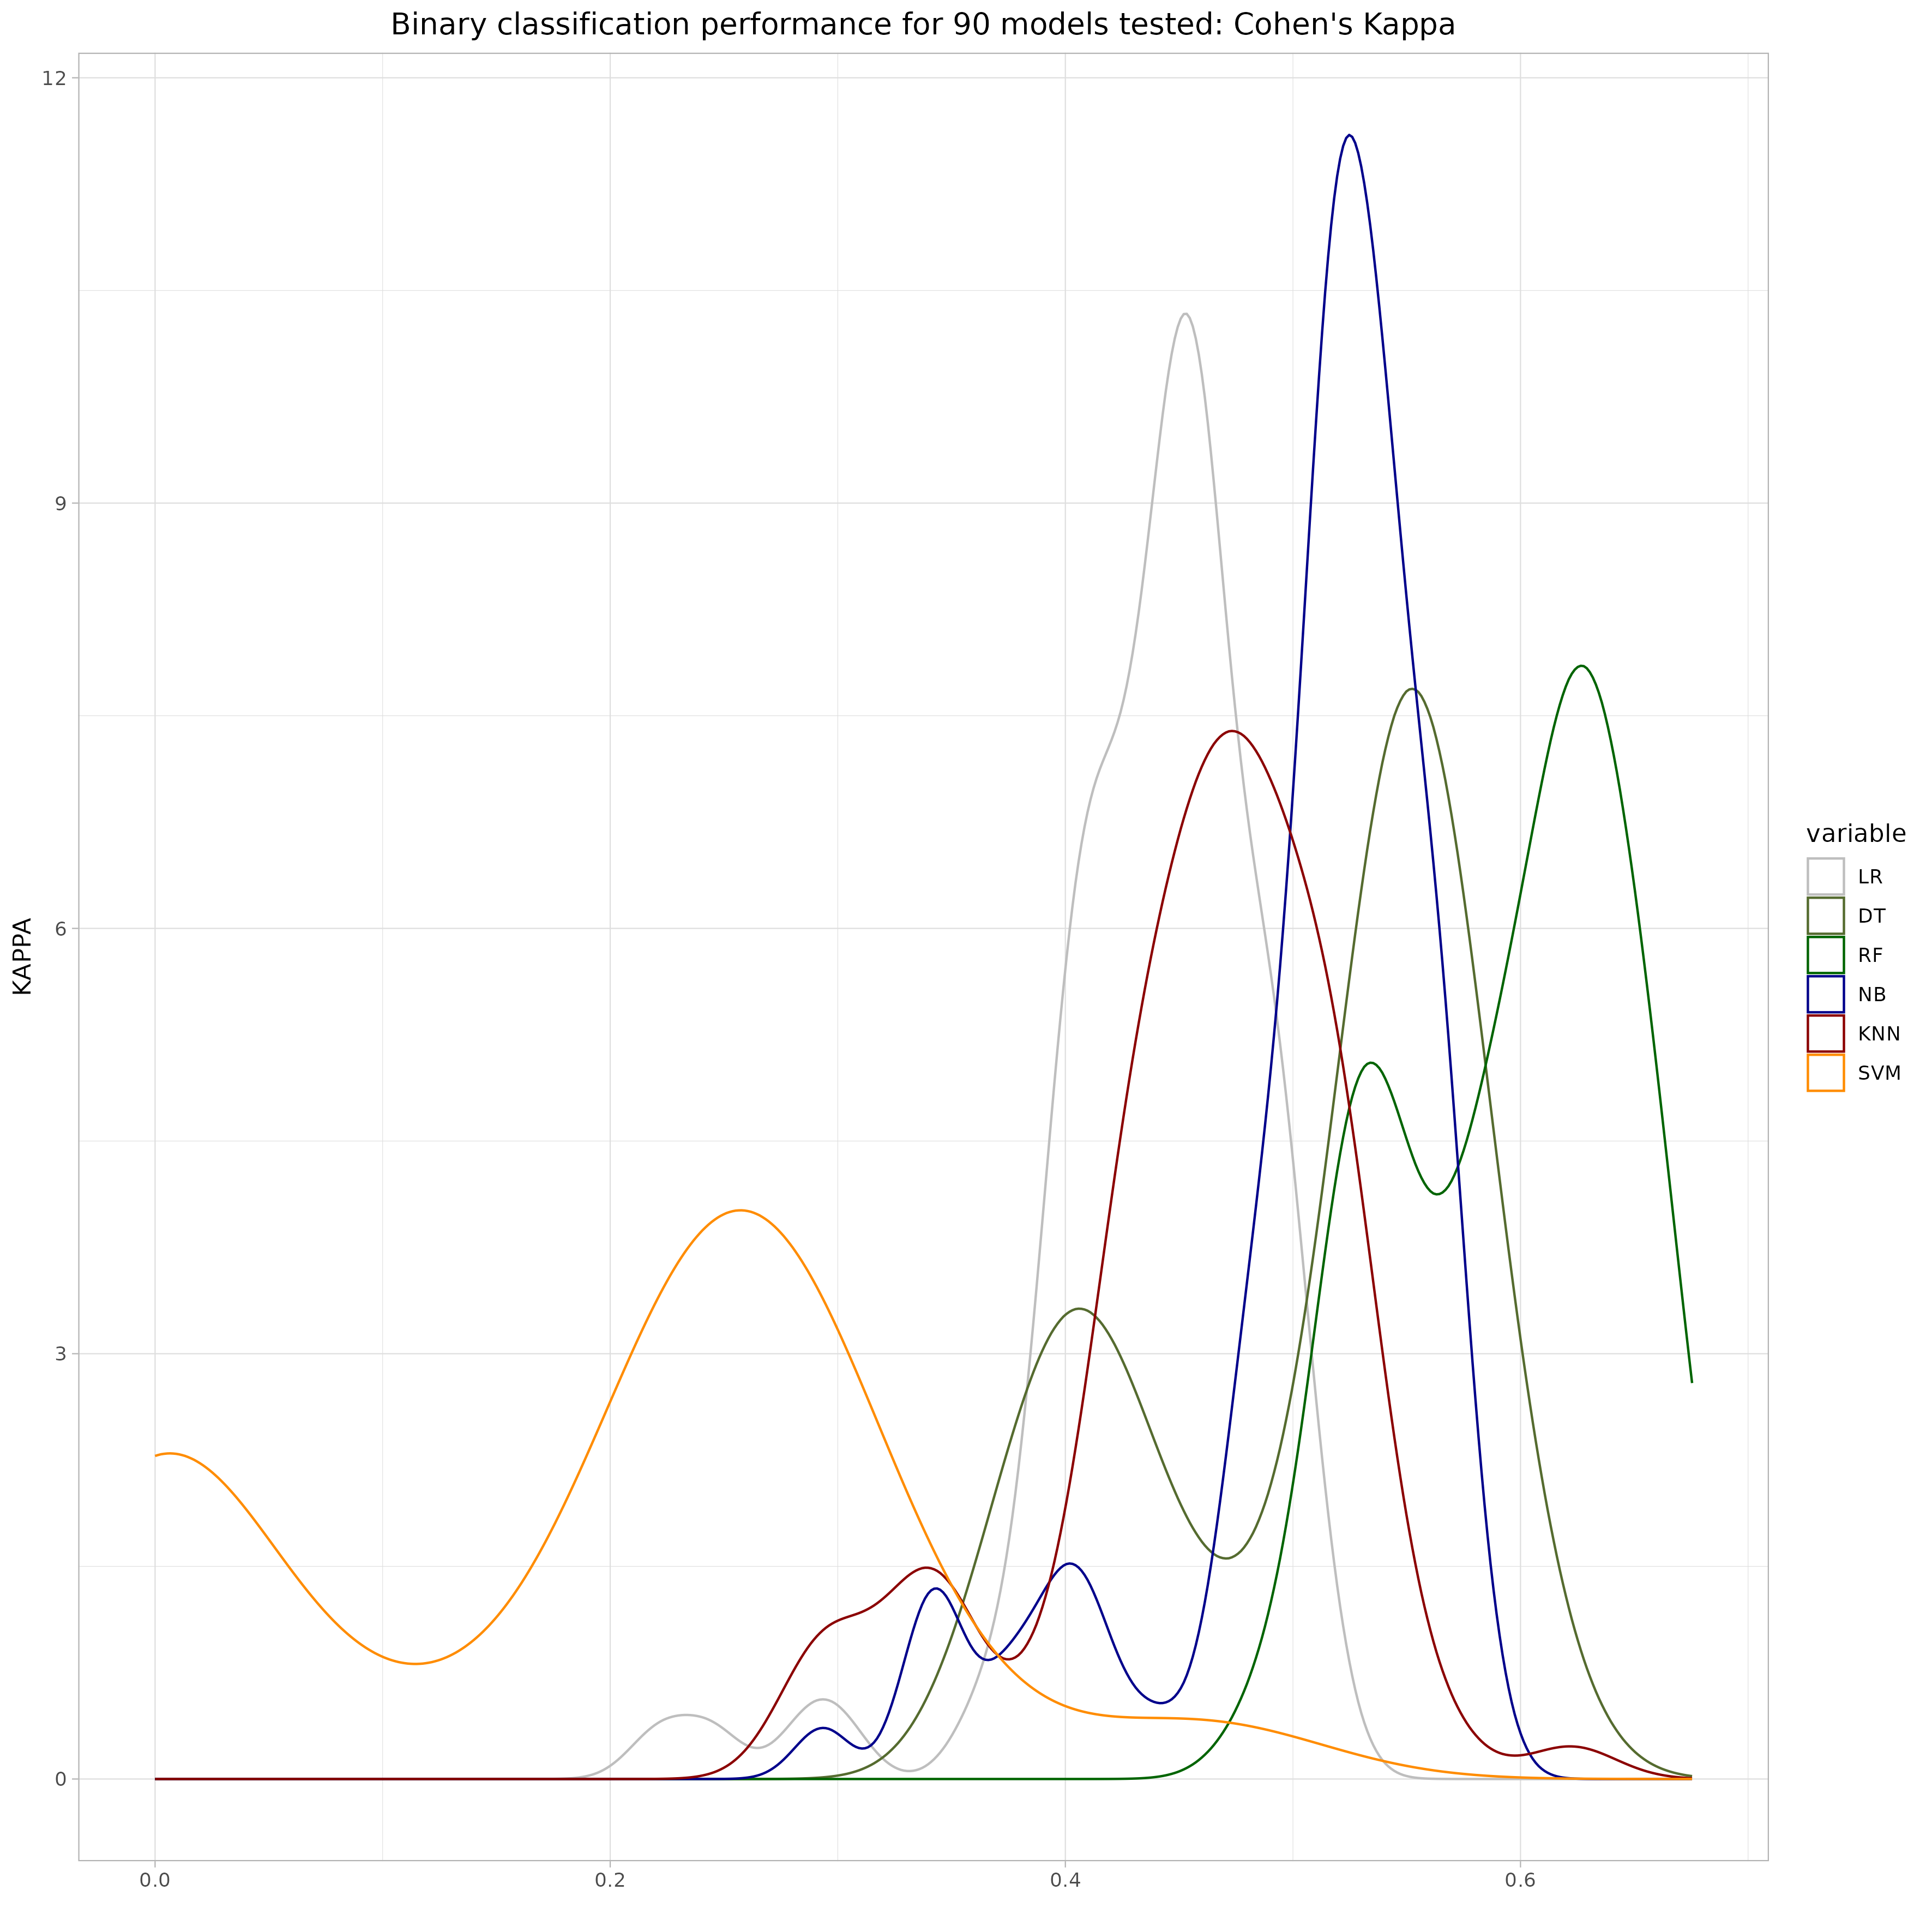 Binary classification performance for 90 models tested: Cohen's Kappa
12
9
6
3
0
KAPPA
0.0
0.2
0.4
0.6
variable
LR
DT
RF
NB
KNN
SVM